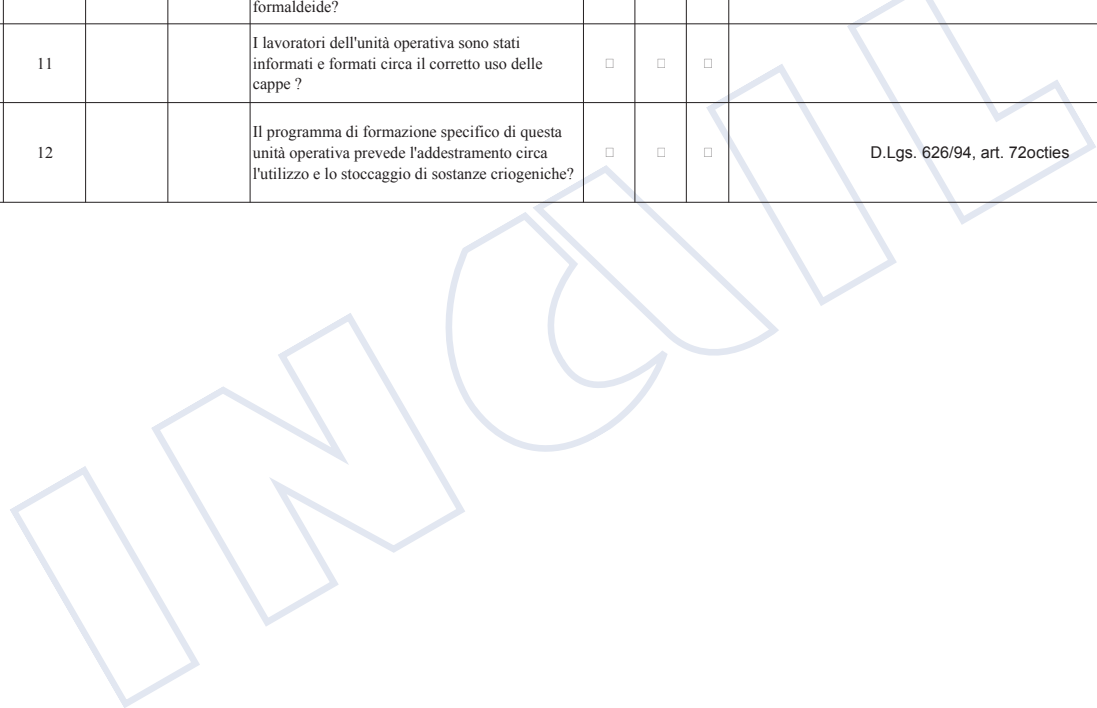 formaldeide?
11
I lavoratori dell'unità operativa sono stati
informati e formati circa il corretto uso delle
cappe ?
□ □ □
12
Il programma di formazione specifico di questa
unità operativa prevede l'addestramento circa
l'utilizzo e lo stoccaggio di sostanze criogeniche?
□ □ □
D.Lgs. 626/94, art. 72octies
INAIL